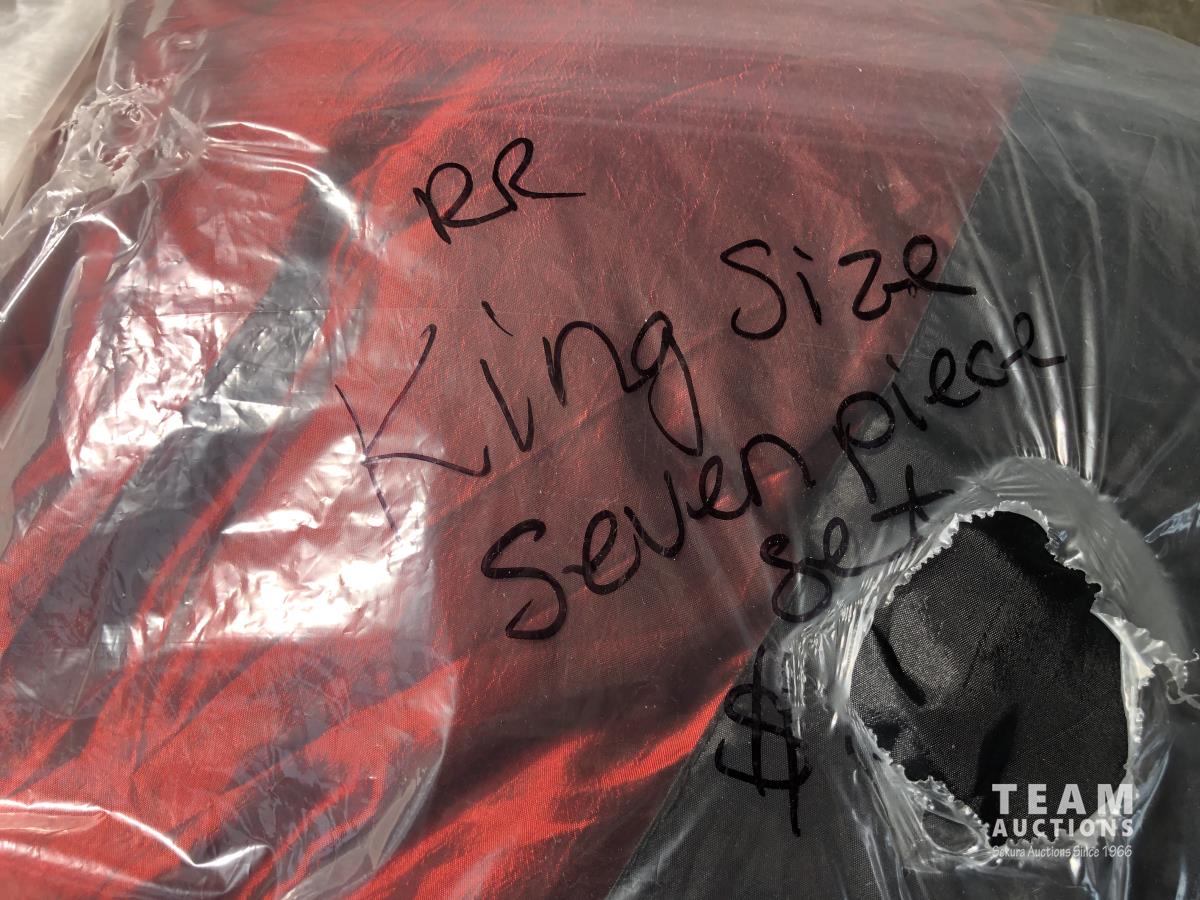 RR
King Size
Seven piece
set
$
TEAM
AUCTIONS
Sekura Auctions Since 1966